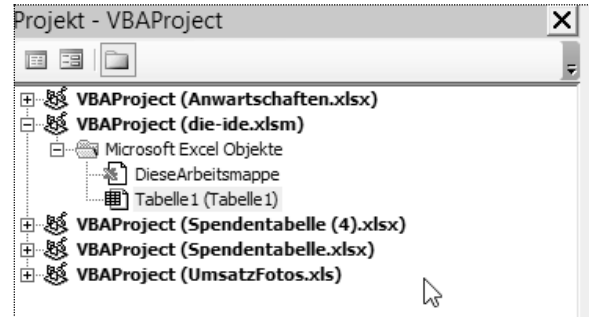 Projekt - VBAProject
VBAProject (Anwartschaften.xlsx)
VBAProject (die-ide.xlsm)
Microsoft Excel Objekte
DieseArbeitsmappe
Tabelle1 (Tabelle1)
VBAProject (Spendentabelle (4).xlsx)
VBAProject (Spendentabelle.xlsx)
VBAProject (UmsatzFotos.xls)